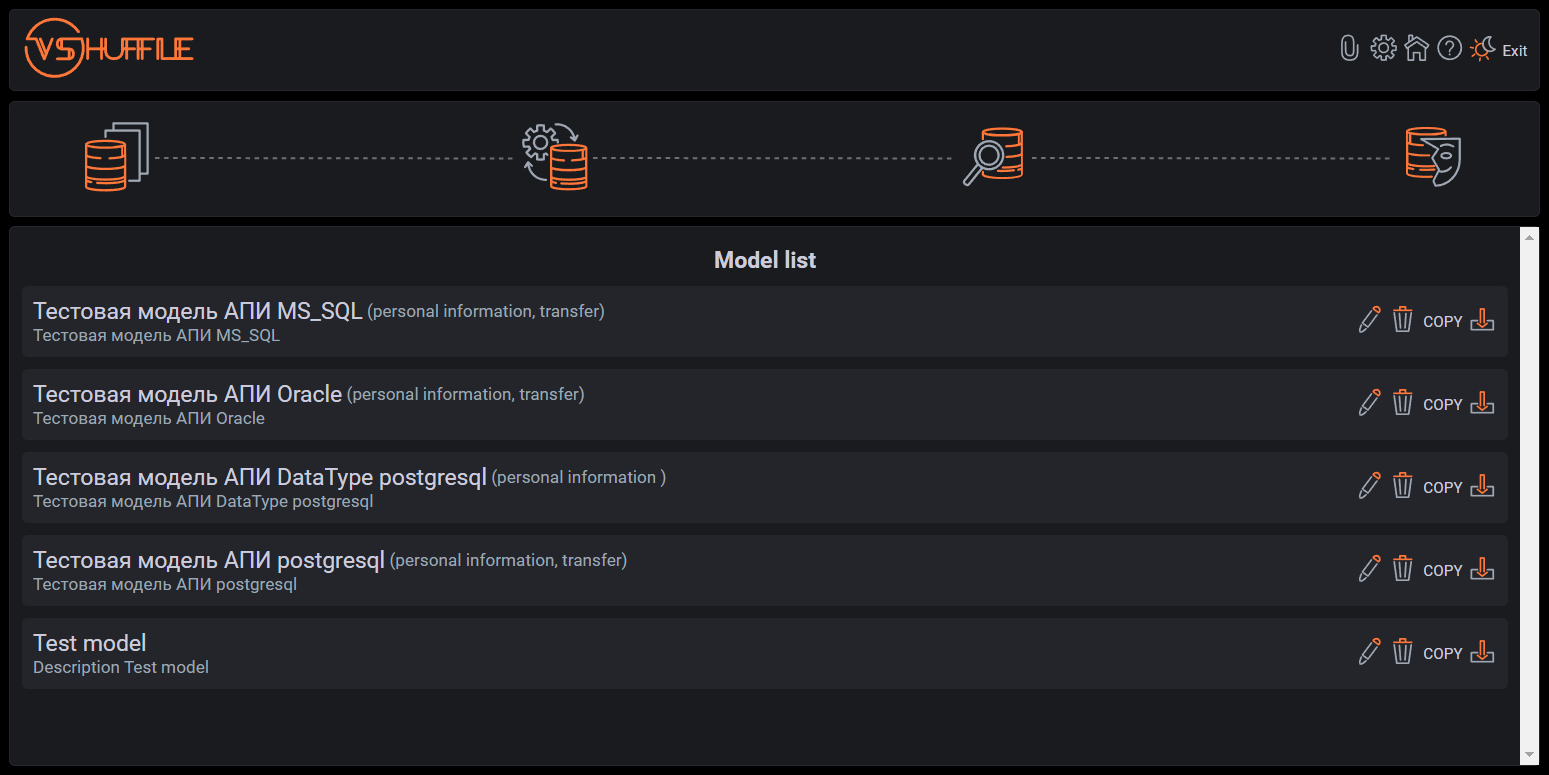 VSHUFFLE
Exit
Model list
Тестовая модель АПИ MS_SQL (personal information, transfer)
Тестовая модель АПИ MS_SQL
COPY
Тестовая модель АПИ Oracle (personal information, transfer)
Тестовая модель АПИ Oracle
COPY
Тестовая модель АПИ DataType postgresql (personal information )
Тестовая модель АПИ DataType postgresql
COPY
Тестовая модель АПИ postgresql (personal information, transfer)
Тестовая модель АПИ postgresql
COPY
Test model
Description Test model
COPY